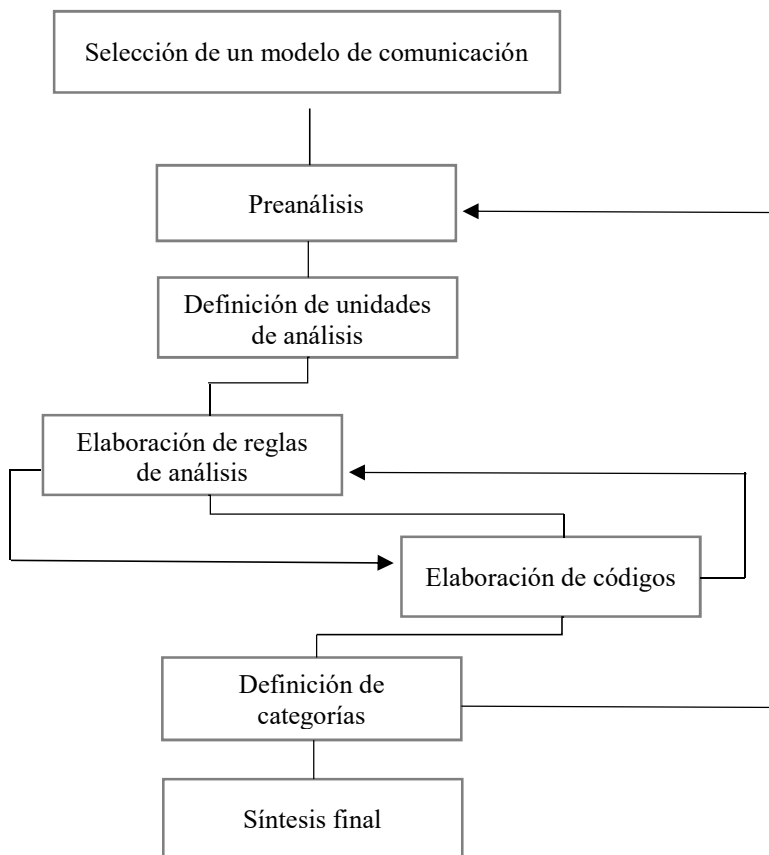 Selección de un modelo de comunicación
Preanálisis
Definición de unidades
de análisis
Elaboración de reglas
de análisis
Elaboración de códigos
Definición de
categorías
Síntesis final